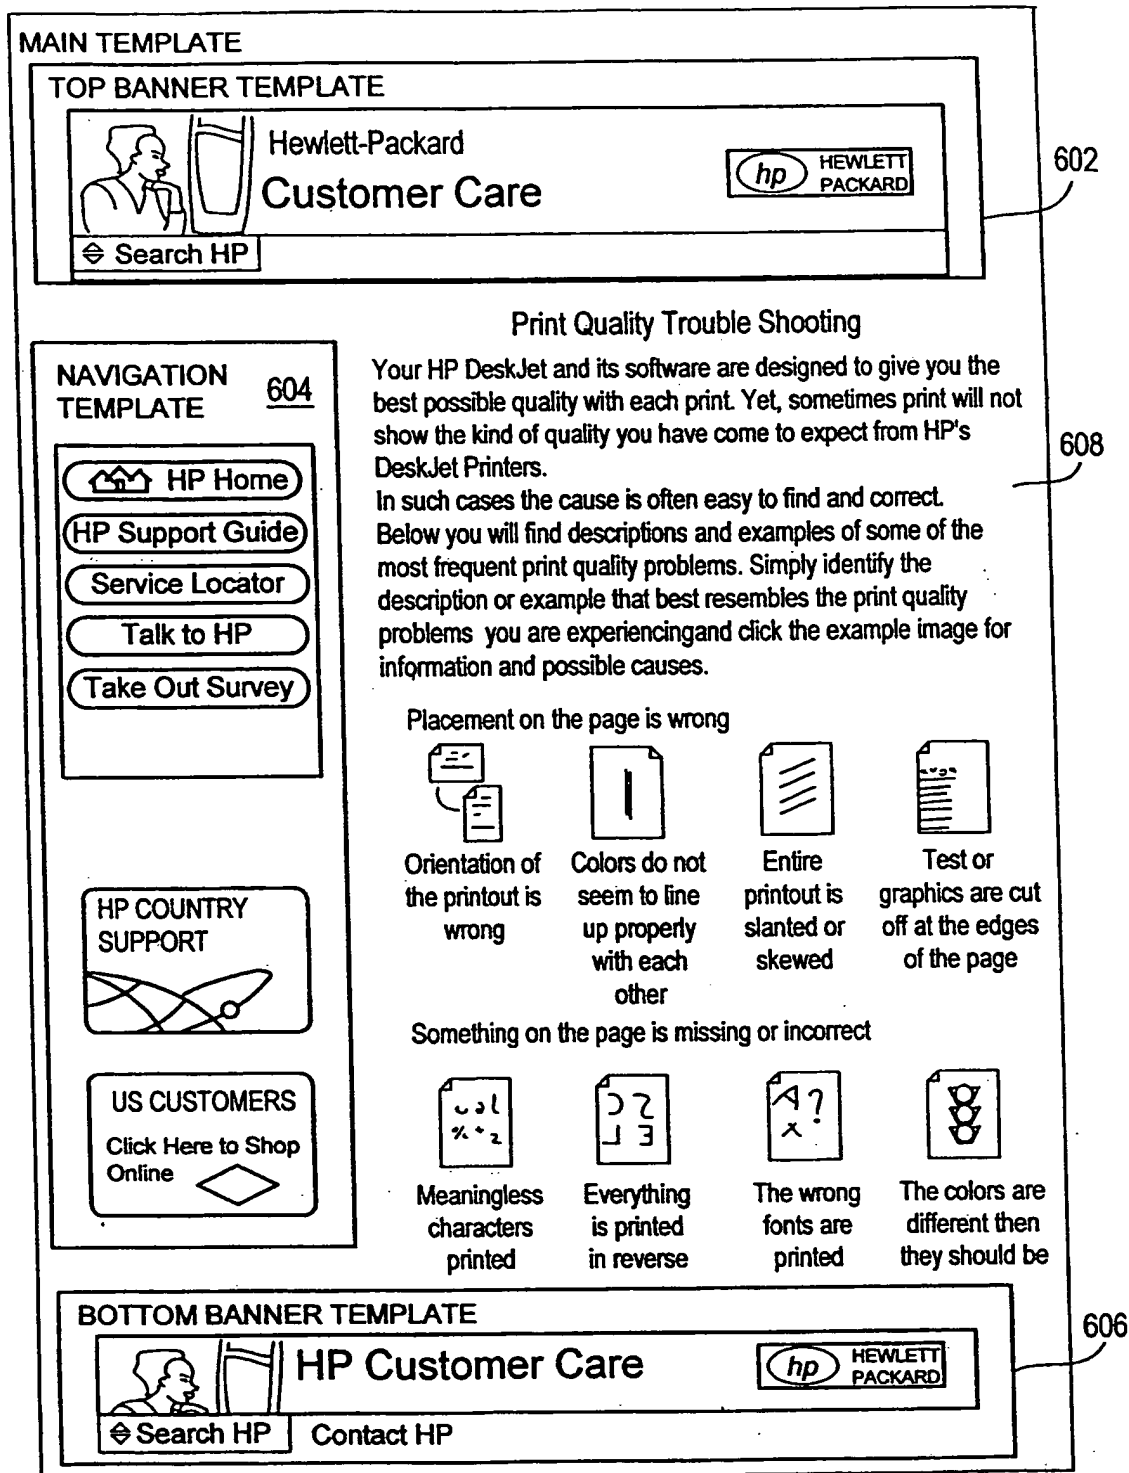 MAIN TEMPLATE
TOP BANNER TEMPLATE
Hewlett-Packard
Customer Care
hp HEWLETT
PACKARD
Search HP
602
Print Quality Trouble Shooting
NAVIGATION
TEMPLATE
604
HP Home
HP Support Guide
Service Locator
Talk to HP
Take Out Survey
HP COUNTRY
SUPPORT
US CUSTOMERS
Click Here to Shop
Online
Your HP DeskJet and its software are designed to give you the
best possible quality with each print. Yet, sometimes print will not
show the kind of quality you have come to expect from HP's
DeskJet Printers.
In such cases the cause is often easy to find and correct.
Below you will find descriptions and examples of some of the
most frequent print quality problems. Simply identify the
description or example that best resembles the print quality
problems you are experiencingand click the example image for
information and possible causes.
608
Placement on the page is wrong
Orientation of
the printout is
wrong
Colors do not
seem to line
up properly
with each
other
Entire
printout is
slanted or
skewed
Test or
graphics are cut
off at the edges
of the page
Something on the page is missing or incorrect
A?
x
Meaningless
characters
printed
Everything
is printed
in reverse
The wrong
fonts are
printed
The colors are
different then
they should be
BOTTOM BANNER TEMPLATE
HP Customer Care
hp HEWLETT
PACKARD
Search HP
Contact HP
606